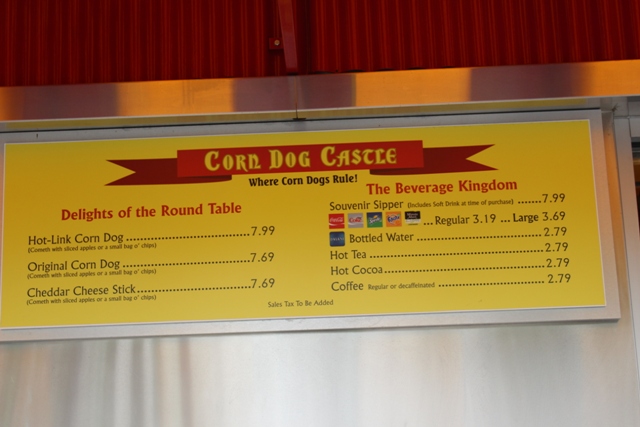 Corn Dog Castle
Where Corn Dogs Rule!
Delights of the Round Table
Hot-Link Corn Dog ........ 7.99
(Cometh with sliced apples or a small bag o' chips)
Original Corn Dog ........ 7.69
(Cometh with sliced apples or a small bag o' chips)
Cheddar Cheese Stick ........ 7.69
(Cometh with sliced apples or a small bag o' chips)
The Beverage Kingdom
Souvenir Sipper (Includes Soft Drink at time of purchase) ....... 7.99
... Regular 3.19 ... Large 3.69
Bottled Water ........ 2.79
Hot Tea ........ 2.79
Hot Cocoa ........ 2.79
Coffee Regular or decaffeinated ........ 2.79
Sales Tax To Be Added